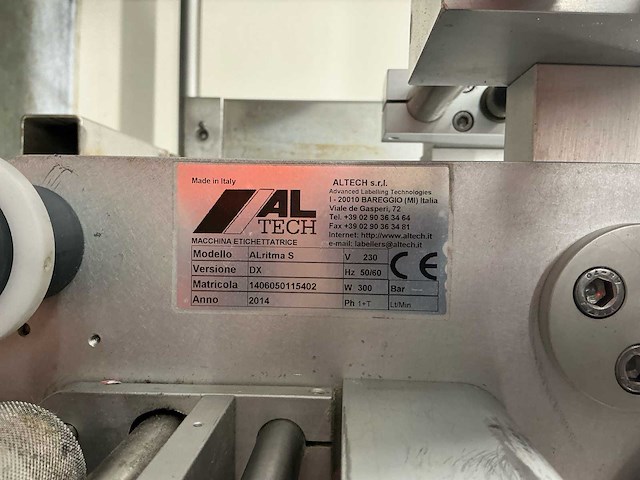 Made in Italy
AL
TECH
MACCHINA ETICHETTATRICE
ALTECH s.r.l.
Advanced Labelling Technologies
I - 20010 BAREGGIO (MI) Italia
Viale de Gasperi, 72
Tel. +39 02 90 36 34 64
Fax +39 02 90 36 34 81
Internet: http://www.altech.it
e-mail: labellers@altech.it
Modello ALritma S V 230
Versione DX Hz 50/60 CE
Matricola 1406050115402 W 300 Bar
Anno 2014 Ph 1+T Lt/Min